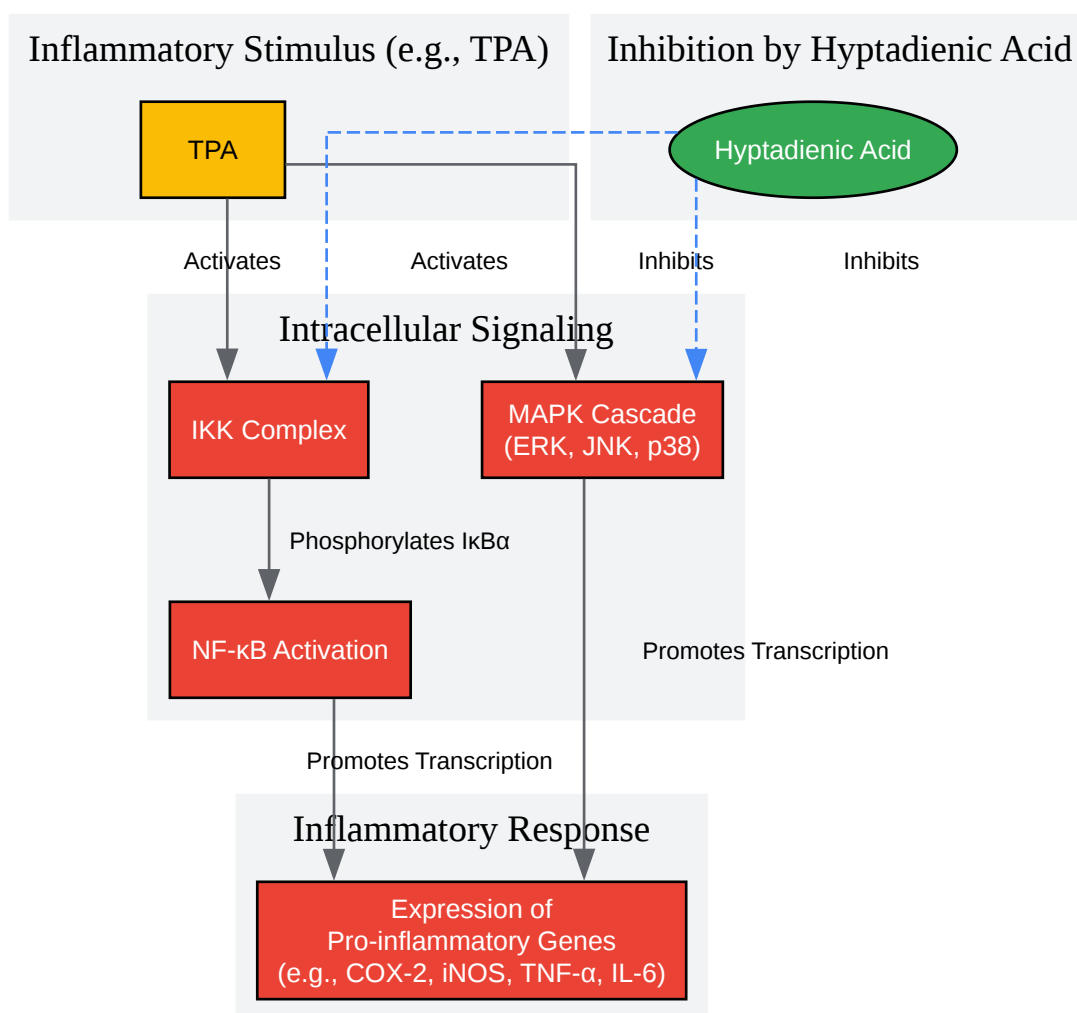 Inflammatory Stimulus (e.g., TPA)
Inhibition by Hyptadienic Acid
TPA
Hyptadienic Acid
Activates
Activates
Inhibits
Inhibits
Intracellular Signaling
IKK Complex
MAPK Cascade
(ERK, JNK, p38)
Phosphorylates IκBα
NF-κB Activation
Promotes Transcription
Promotes Transcription
Inflammatory Response
Expression of
Pro-inflammatory Genes
(e.g., COX-2, iNOS, TNF-α, IL-6)